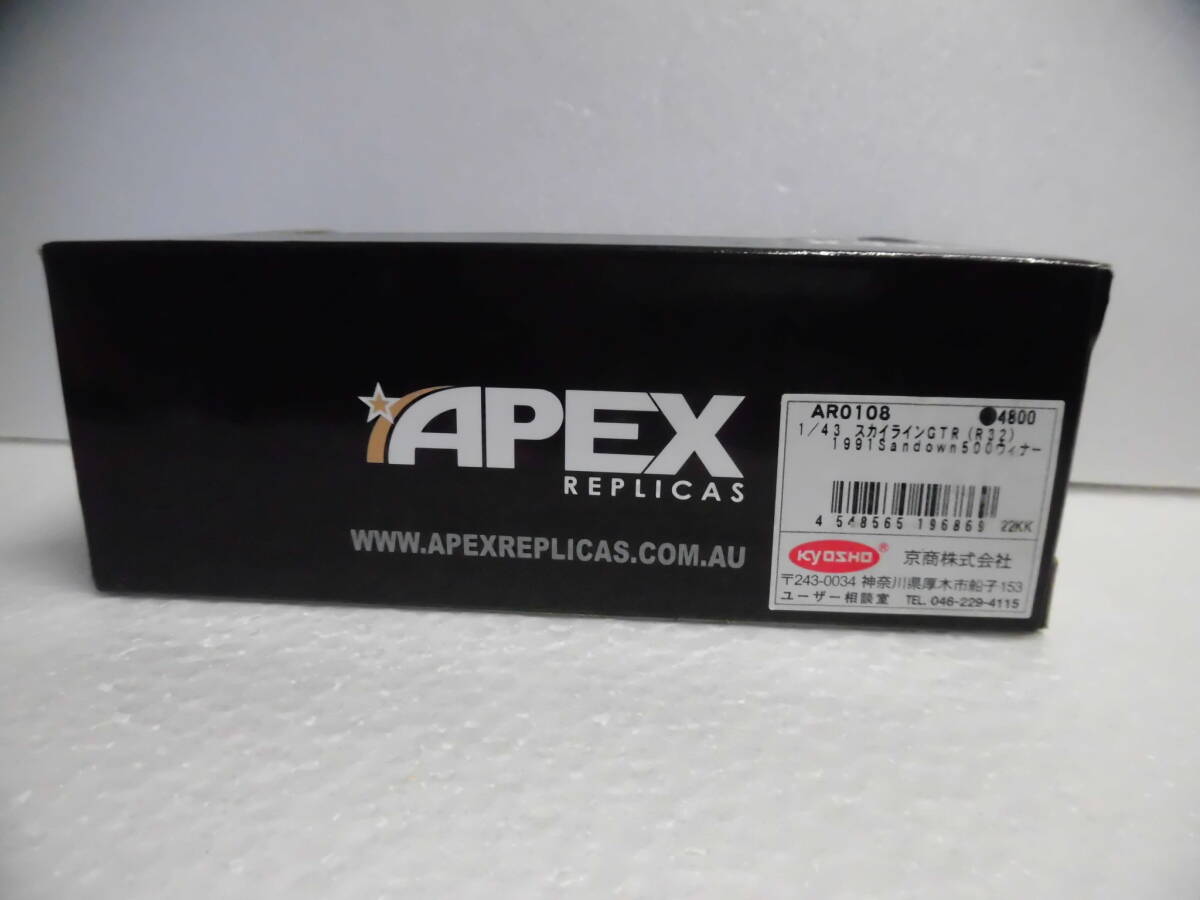 APEX
REPLICAS
WWW.APEXREPLICAS.COM.AU
AR0108 ●4800
1/43 スカイラインGTR(R32)
1991Sandown500ウィナー
4 548565 196869 22KK
KYOSHO® 京商株式会社
〒243-0034 神奈川県厚木市船子153
ユーザー相談室 TEL. 046-229-4115